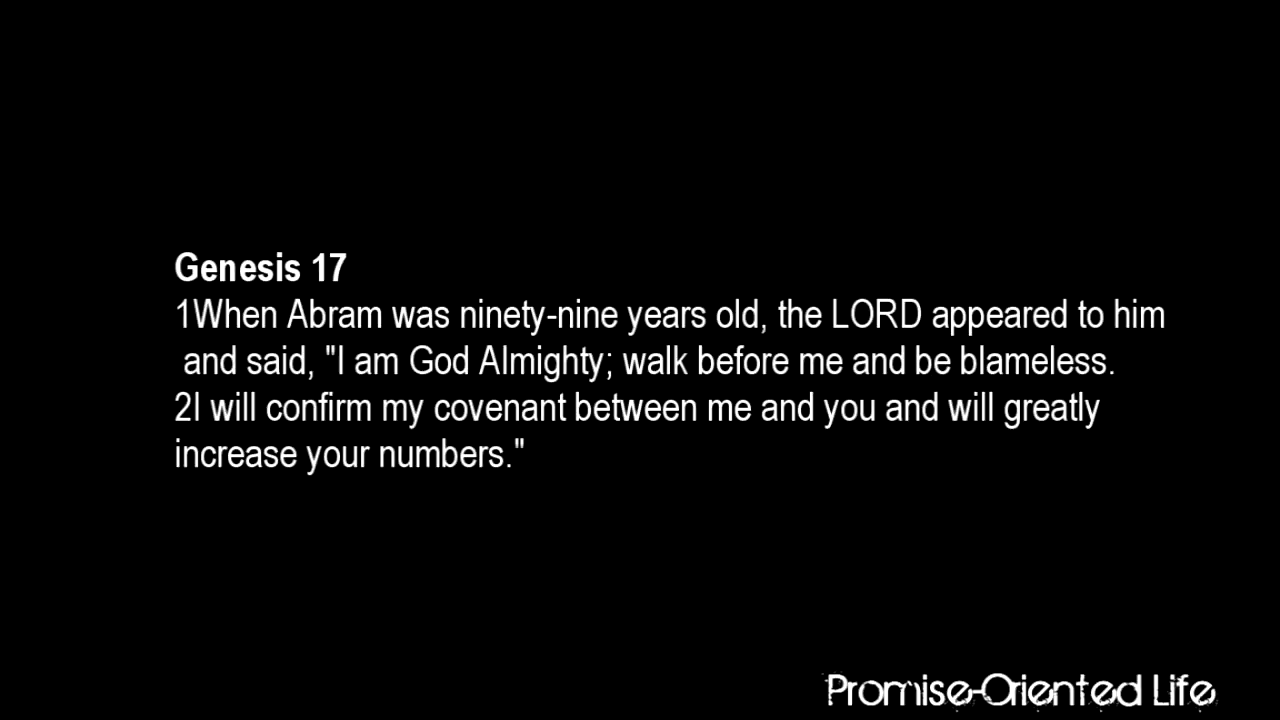 Genesis 17
1When Abram was ninety-nine years old, the LORD appeared to him
and said, "I am God Almighty; walk before me and be blameless.
2I will confirm my covenant between me and you and will greatly
increase your numbers."
Promise-Oriented Life